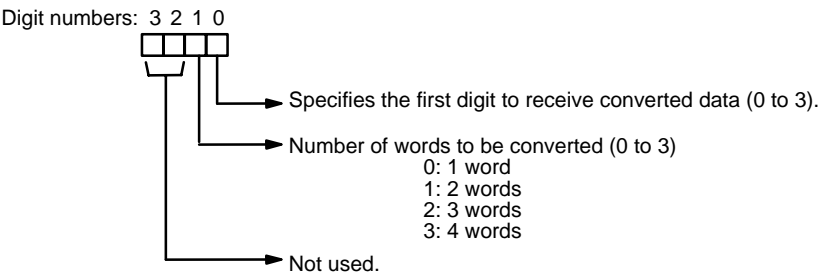 Digit numbers: 3 2 1 0
Specifies the first digit to receive converted data (0 to 3).
Number of words to be converted (0 to 3)
0: 1 word
1: 2 words
2: 3 words
3: 4 words
Not used.